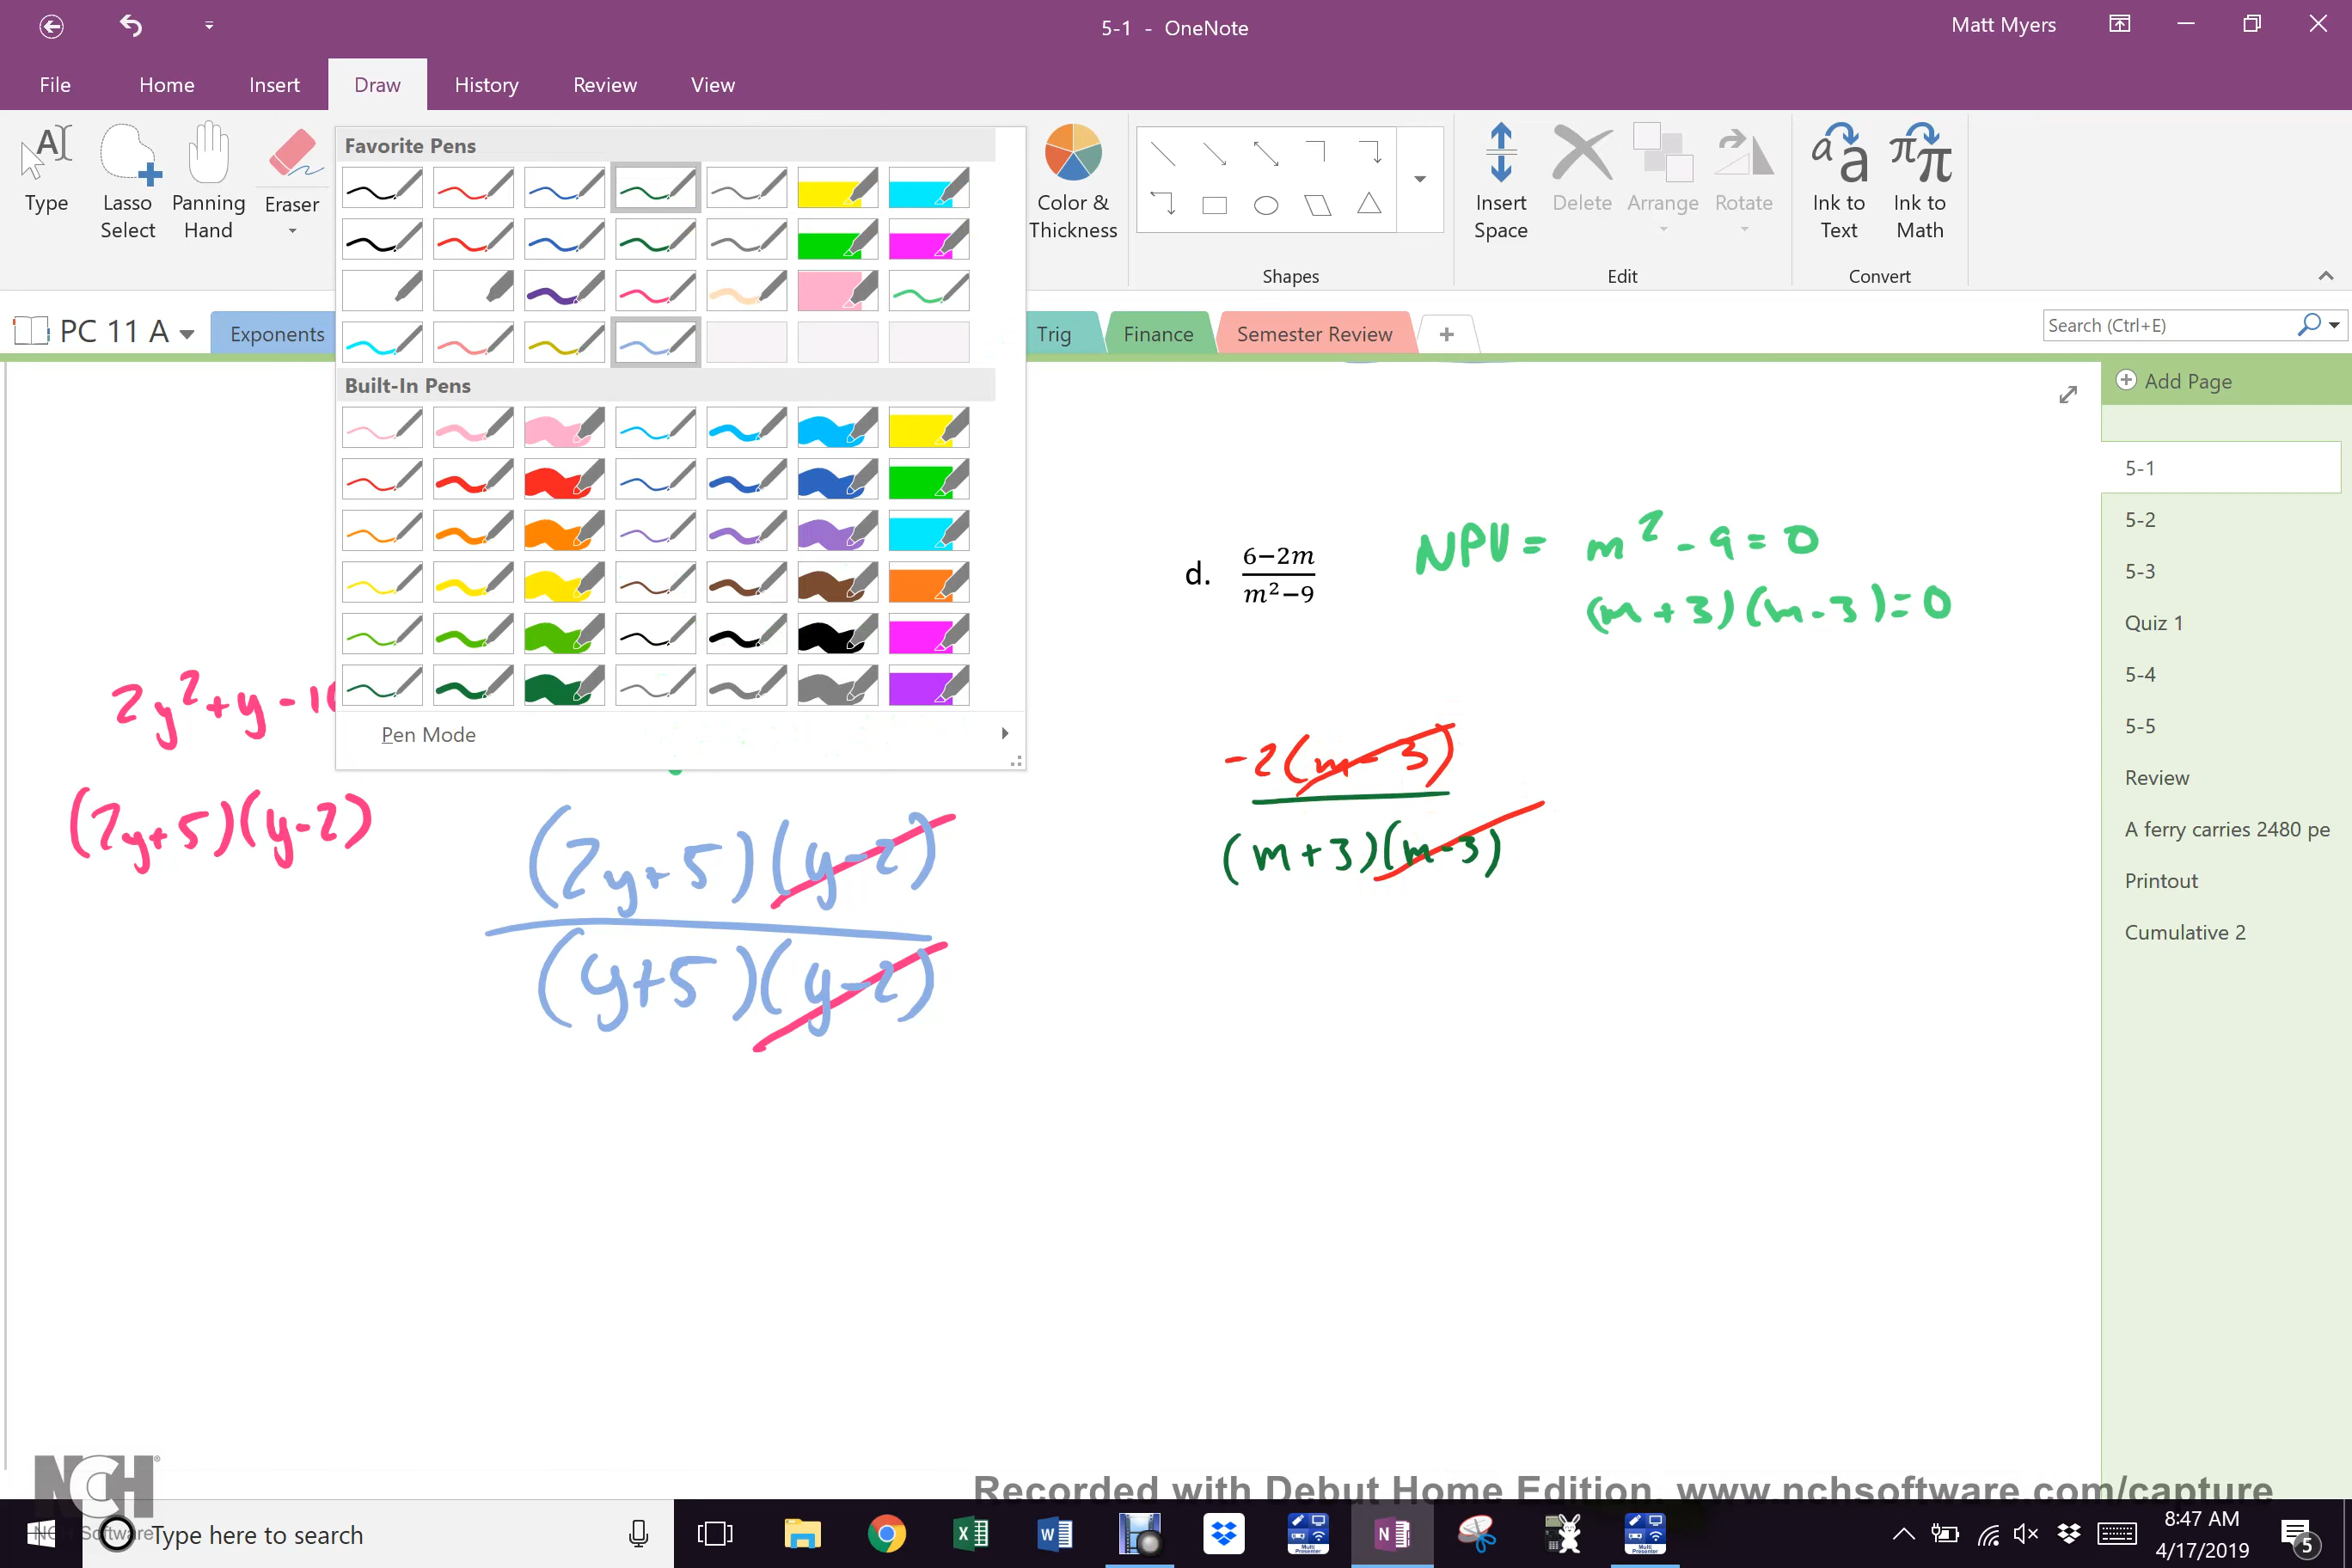 5-1 - OneNote
Matt Myers
File Home Insert Draw History Review View
Type
Lasso Select
Panning Hand
Eraser
Favorite Pens
Built-In Pens
Pen Mode
Color & Thickness
Shapes
Insert Space
Delete
Arrange
Rotate
Edit
Ink to Text
Ink to Math
Convert
PC 11 A
Exponents
Trig
Finance
Semester Review
Search (Ctrl+E)
Add Page
5-1
5-2
5-3
Quiz 1
5-4
5-5
Review
A ferry carries 2480 pe
Printout
Cumulative 2
2y²+y-1
(2y+5)(y-2)
(2y+5)(y-2)
(y+5)(y-2)
d. 6−2m
m²−9
NPV = m²-9=0
(m+3)(m-3)=0
-2(m-3)
(m+3)(m-3)
NCH
NCH Software
Recorded with Debut Home Edition. www.nchsoftware.com/capture
Type here to search
8:47 AM
4/17/2019
5